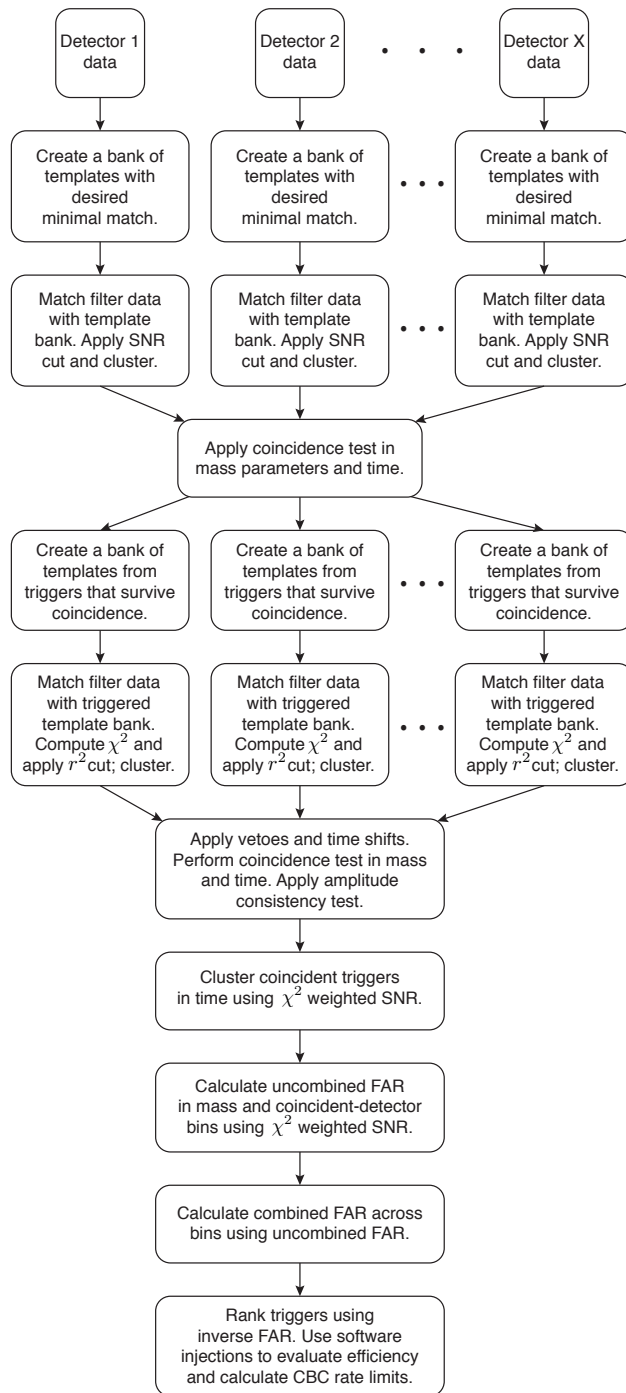 Detector 1
data
Detector 2
data
Detector X
data
Create a bank of
templates with
desired
minimal match.
Create a bank of
templates with
desired
minimal match.
Create a bank of
templates with
desired
minimal match.
Match filter data
with template
bank. Apply SNR
cut and cluster.
Match filter data
with template
bank. Apply SNR
cut and cluster.
Match filter data
with template
bank. Apply SNR
cut and cluster.
Apply coincidence test in
mass parameters and time.
Create a bank of
templates from
triggers that survive
coincidence.
Create a bank of
templates from
triggers that survive
coincidence.
Create a bank of
templates from
triggers that survive
coincidence.
Match filter data
with triggered
template bank.
Compute χ² and
apply r² cut; cluster.
Match filter data
with triggered
template bank.
Compute χ² and
apply r² cut; cluster.
Match filter data
with triggered
template bank.
Compute χ² and
apply r² cut; cluster.
Apply vetoes and time shifts.
Perform coincidence test in mass
and time. Apply amplitude
consistency test.
Cluster coincident triggers
in time using χ² weighted SNR.
Calculate uncombined FAR
in mass and coincident-detector
bins using χ² weighted SNR.
Calculate combined FAR across
bins using uncombined FAR.
Rank triggers using
inverse FAR. Use software
injections to evaluate efficiency
and calculate CBC rate limits.